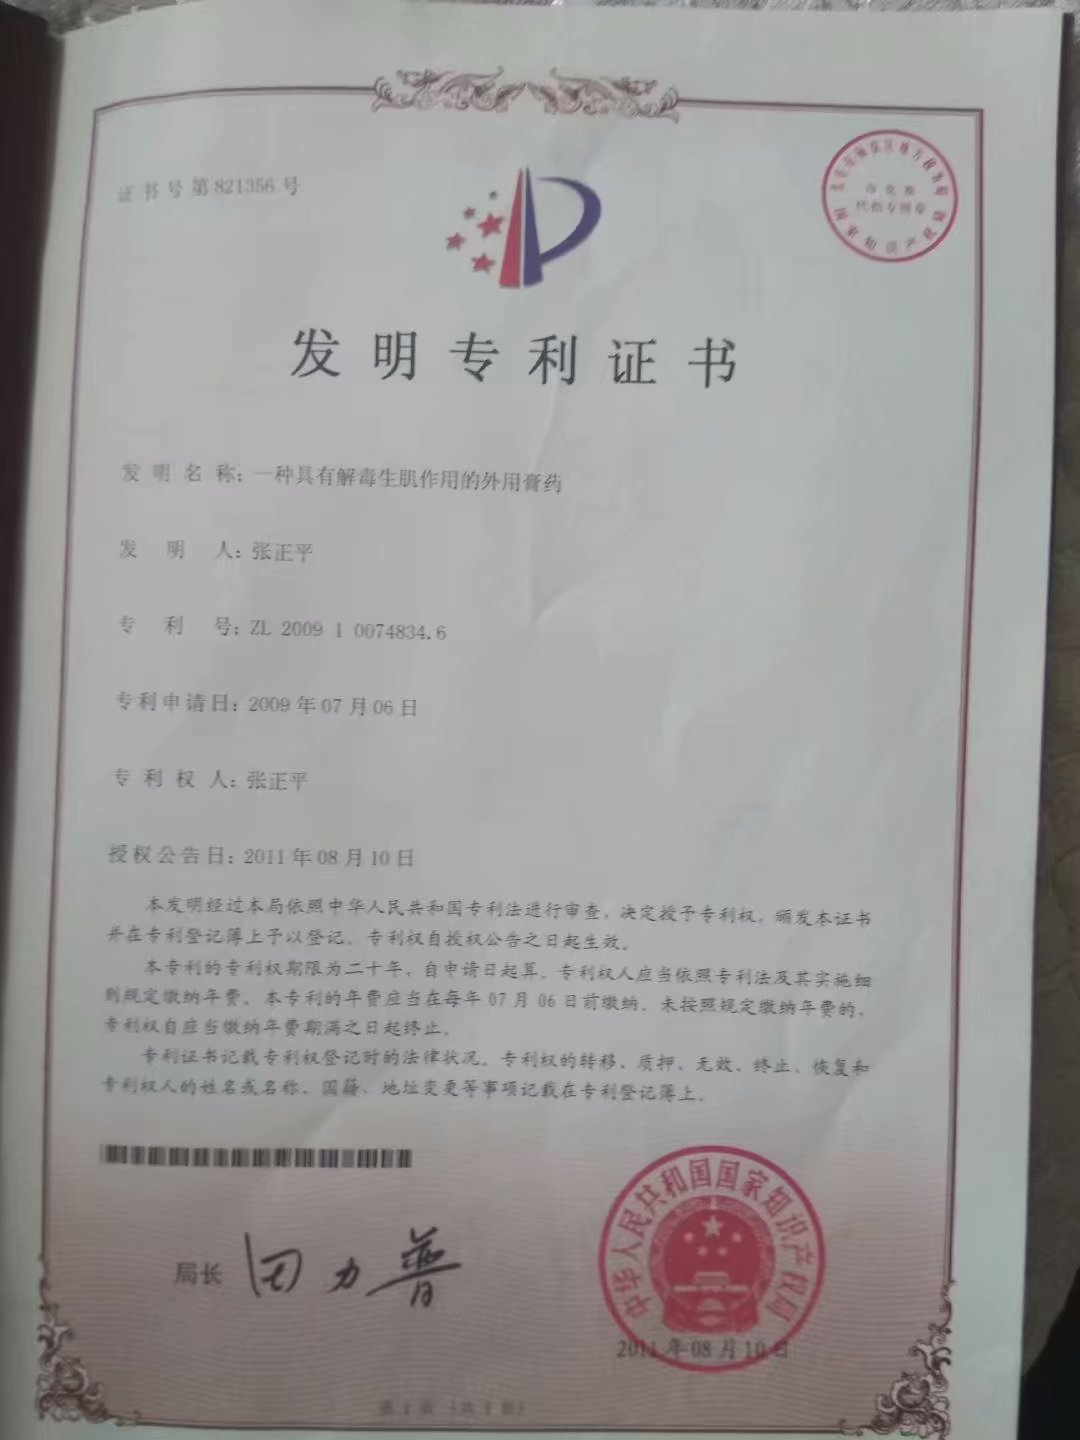 证书号第821356号
国家知识产权局
发明专利证书
发明名称：一种具有解毒生肌作用的外用膏药
发明人：张正平
专利号：ZL 2009 1 0074834.6
专利申请日：2009年07月06日
专利权人：张正平
授权公告日：2011年08月10日
本发明经过本局依照中华人民共和国专利法进行审查，决定授予专利权，颁发本证书
并在专利登记簿上予以登记。专利权自授权公告之日起生效。
本专利的专利权期限为二十年，自申请日起算。专利权人应当依照专利法及其实施细
则规定缴纳年费。本专利的年费应当在每年07月06日前缴纳。未按照规定缴纳年费的，
专利权自应当缴纳年费期满之日起终止。
专利证书记载专利权登记时的法律状况。专利权的转移、质押、无效、终止、恢复和
专利权人的姓名或名称、国籍、地址变更等事项记载在专利登记簿上。
局长 田力普
中华人民共和国国家知识产权局
2011年08月10日
第1页（共1页）